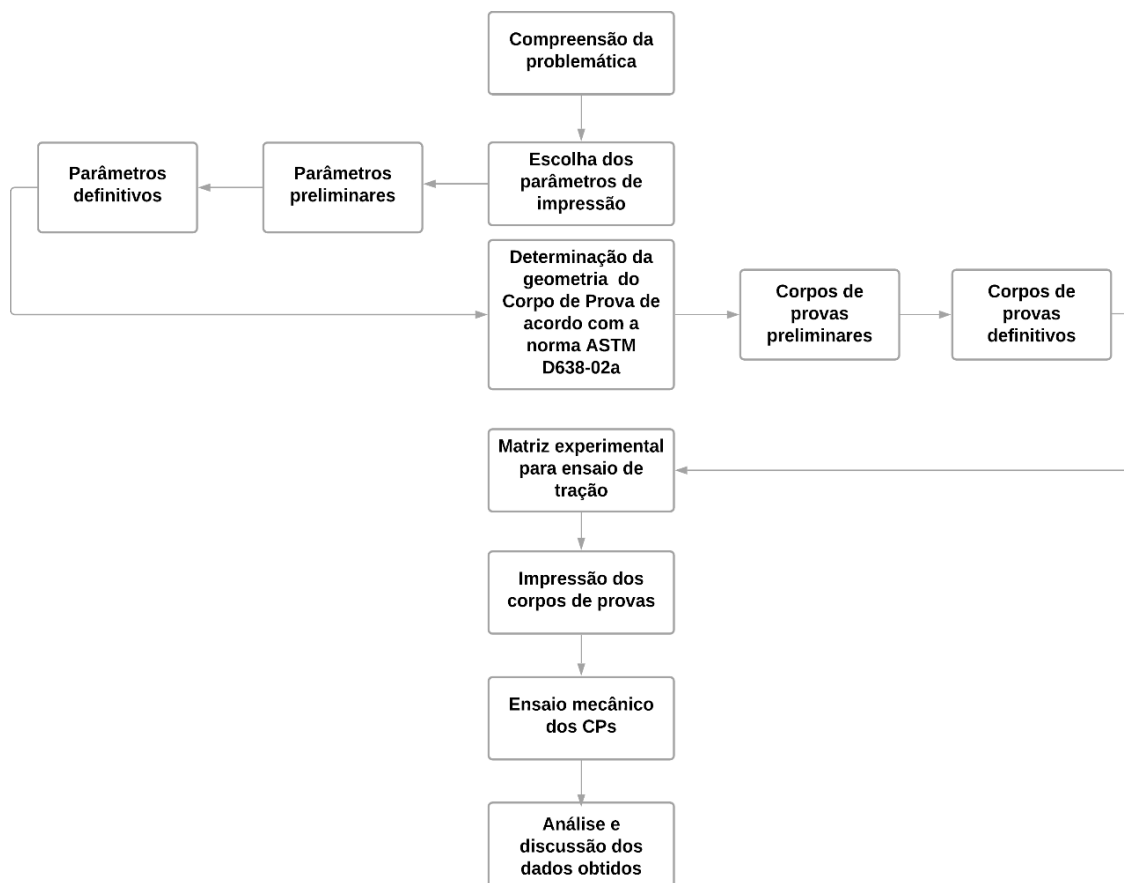 Compreensão da
problemática
Escolha dos
parâmetros de
impressão
Parâmetros
preliminares
Parâmetros
definitivos
Determinação da
geometria do
Corpo de Prova de
acordo com a
norma ASTM
D638-02a
Corpos de
provas
preliminares
Corpos de
provas
definitivos
Matriz experimental
para ensaio de
tração
Impressão dos
corpos de provas
Ensaio mecânico
dos CPs
Análise e
discussão dos
dados obtidos